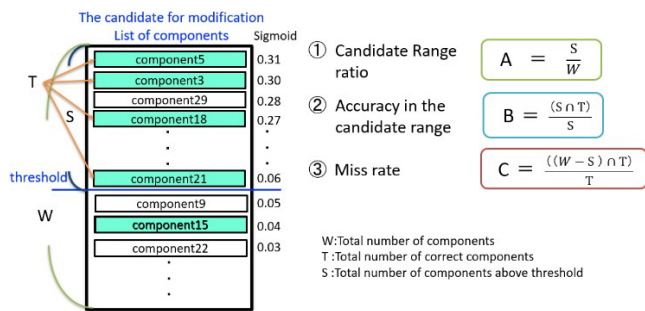 The candidate for modification
List of components
Sigmoid
T
S
W
threshold
component5 0.31
component3 0.30
component29 0.28
component18 0.27
component21 0.06
component9 0.05
component15 0.04
component22 0.03
① Candidate Range
ratio
A = S/W
② Accuracy in the
candidate range
B = (S ∩ T)/S
③ Miss rate
C = ((W − S) ∩ T)/T
W:Total number of components
T :Total number of correct components
S :Total number of components above threshold